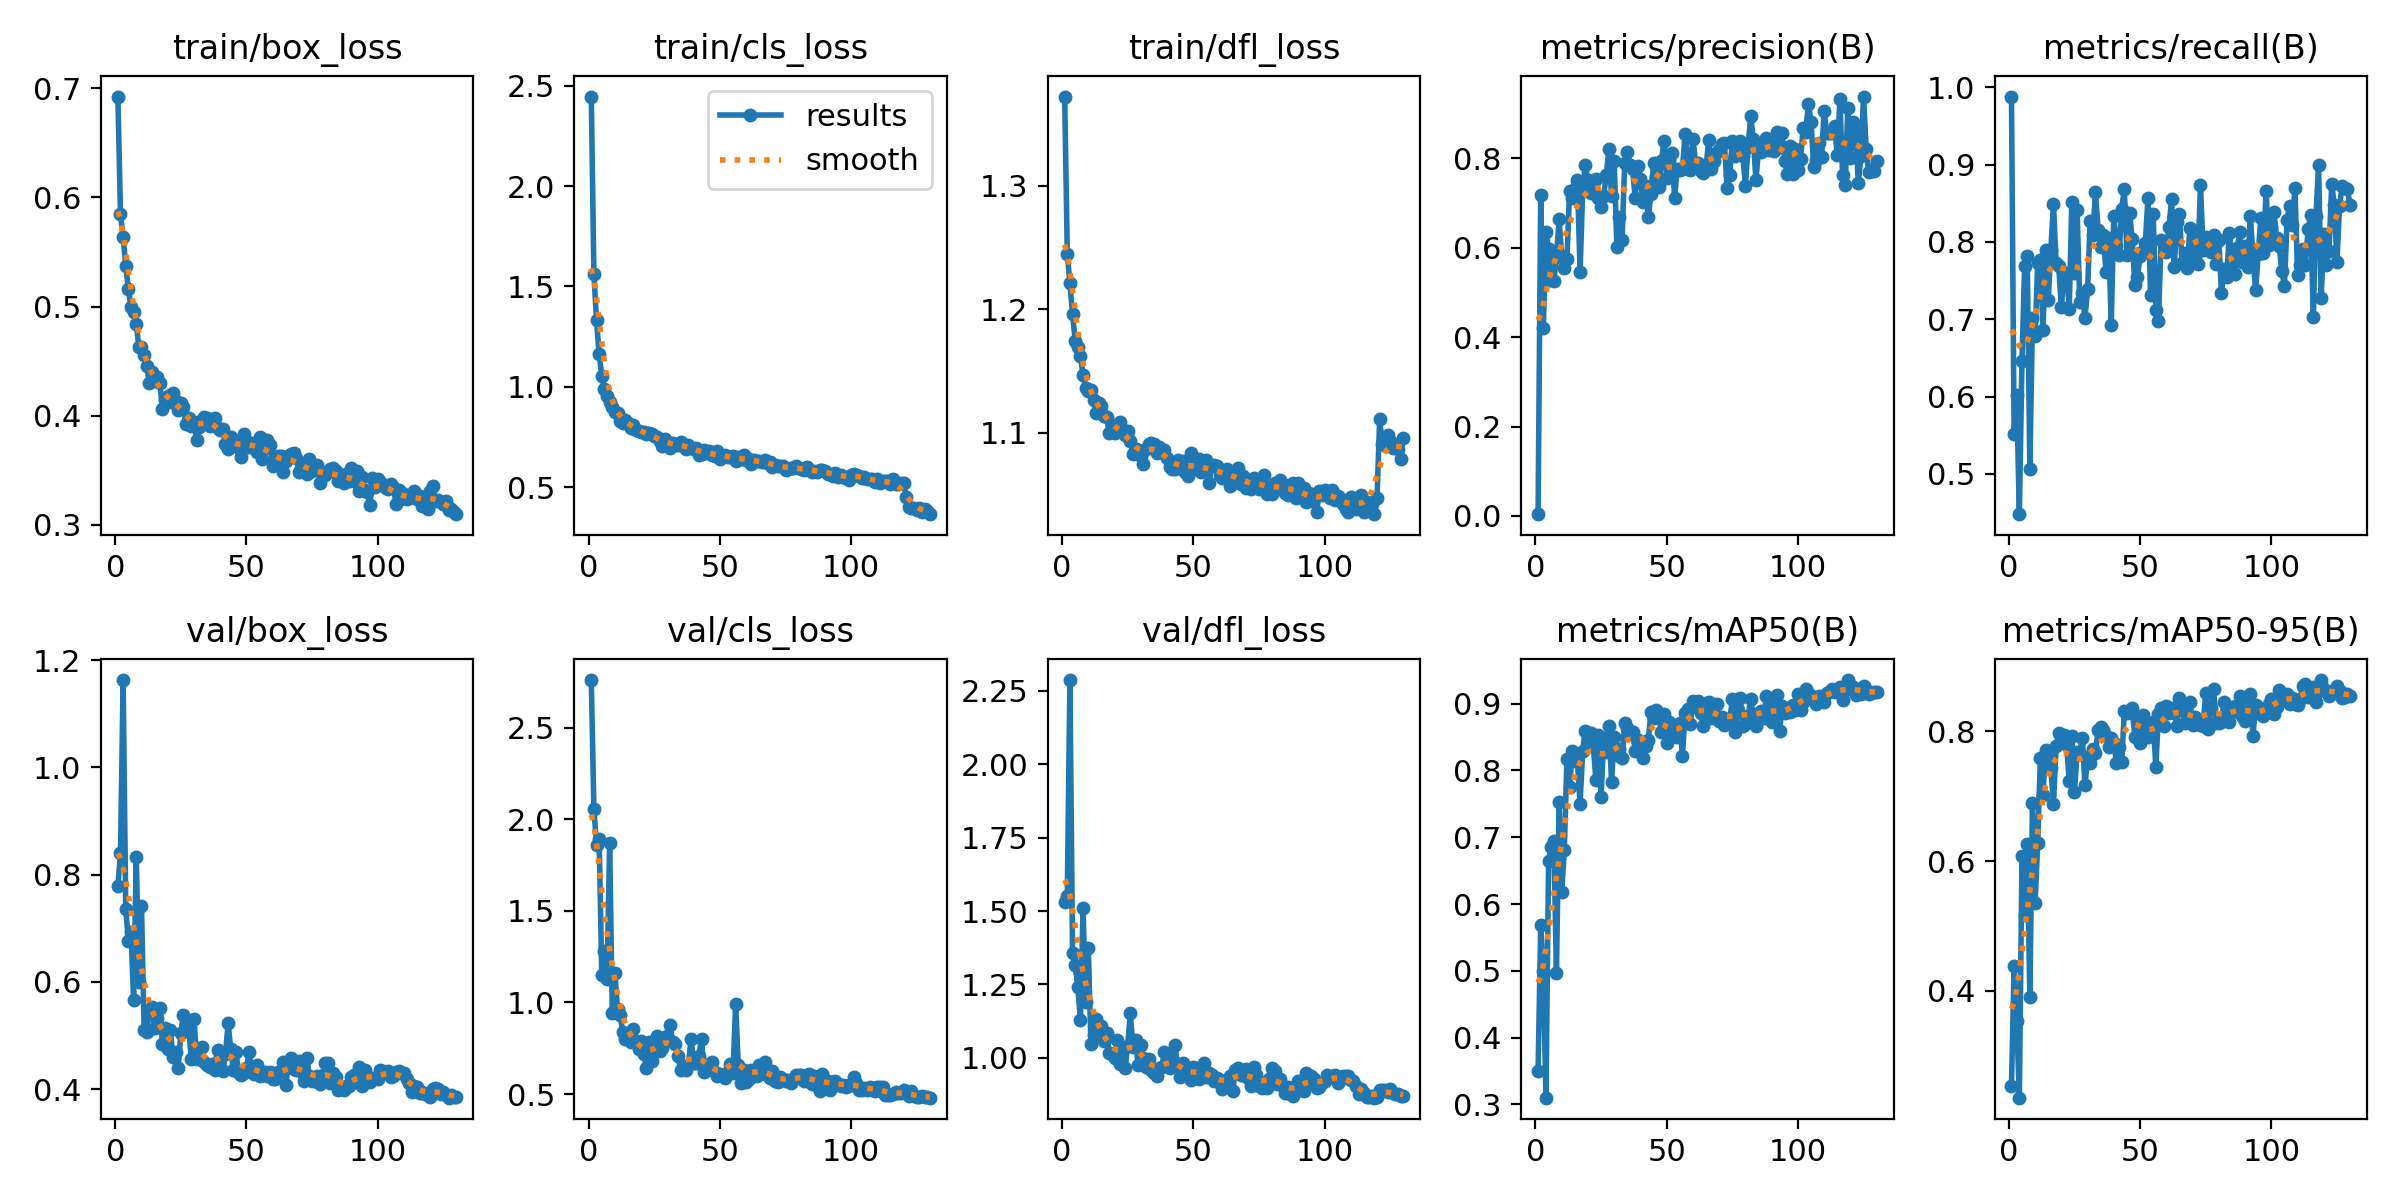 train/box_loss
0.7
0.6
0.5
0.4
0.3
0 50 100
train/cls_loss
results
smooth
2.5
2.0
1.5
1.0
0.5
0 50 100
train/dfl_loss
1.3
1.2
1.1
0 50 100
metrics/precision(B)
0.8
0.6
0.4
0.2
0.0
0 50 100
metrics/recall(B)
1.0
0.9
0.8
0.7
0.6
0.5
0 50 100
val/box_loss
1.2
1.0
0.8
0.6
0.4
0 50 100
val/cls_loss
2.5
2.0
1.5
1.0
0.5
0 50 100
val/dfl_loss
2.25
2.00
1.75
1.50
1.25
1.00
0 50 100
metrics/mAP50(B)
0.9
0.8
0.7
0.6
0.5
0.4
0.3
0 50 100
metrics/mAP50-95(B)
0.8
0.6
0.4
0 50 100